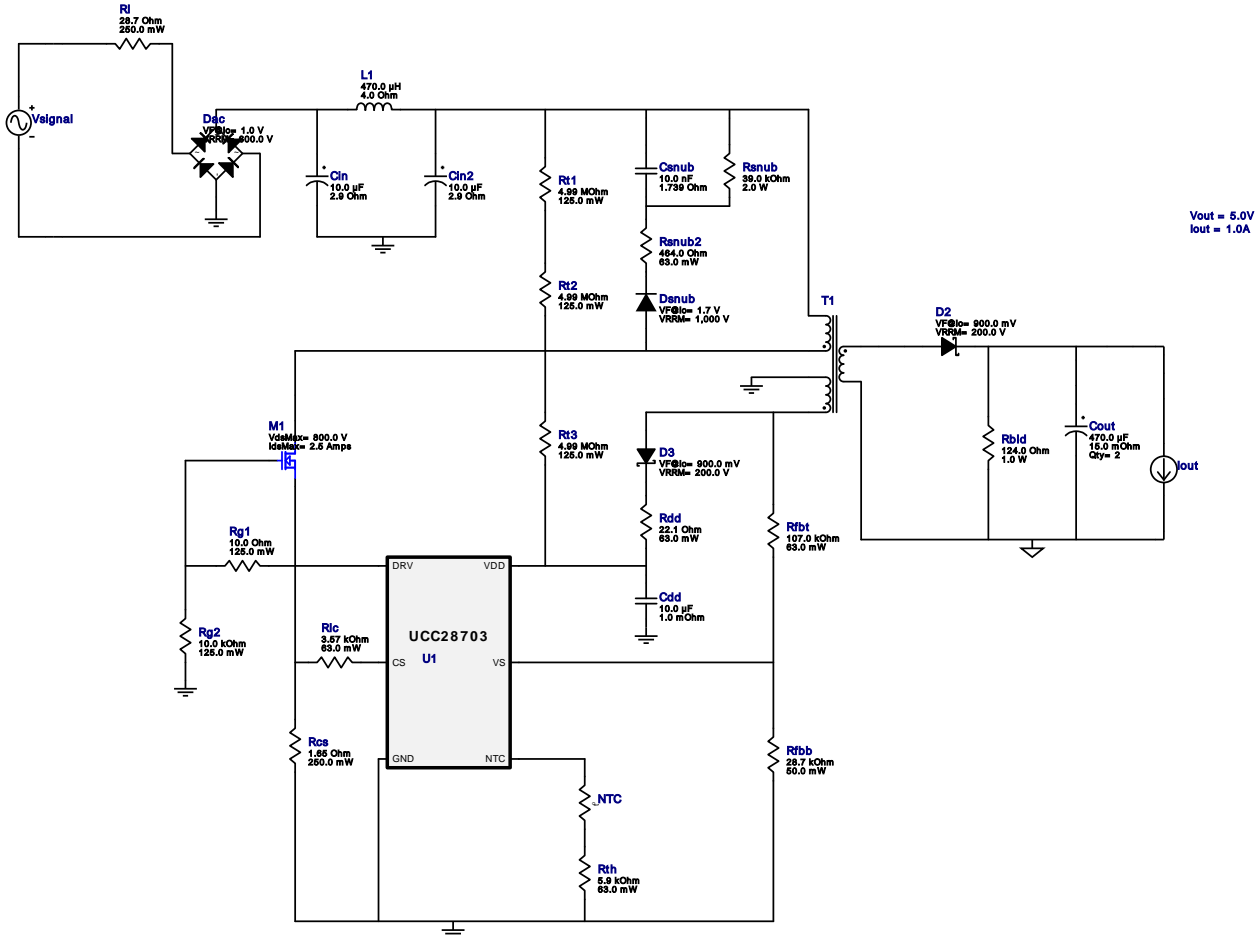 RI
28.7 Ohm
250.0 mW
L1
470.0 µH
4.0 Ohm
+
Vsignal
-
Dac
VF@Io= 1.0 V
VRRM= 600.0 V
Cin
10.0 µF
2.9 Ohm
Cin2
10.0 µF
2.9 Ohm
Rt1
4.99 MOhm
125.0 mW
Csnub
10.0 nF
1.739 Ohm
Rsnub
39.0 kOhm
2.0 W
Vout = 5.0V
Iout = 1.0A
Rsnub2
464.0 Ohm
63.0 mW
Rt2
4.99 MOhm
125.0 mW
Dsnub
VF@Io= 1.7 V
VRRM= 1,000 V
T1
D2
VF@Io= 900.0 mV
VRRM= 200.0 V
M1
VdsMax= 800.0 V
IdsMax= 2.5 Amps
Rt3
4.99 MOhm
125.0 mW
D3
VF@Io= 900.0 mV
VRRM= 200.0 V
Rbld
124.0 Ohm
1.0 W
Cout
470.0 µF
15.0 mOhm
Qty= 2
Iout
Rdd
22.1 Ohm
63.0 mW
Rfbt
107.0 kOhm
63.0 mW
Rg1
10.0 Ohm
125.0 mW
DRV
VDD
Cdd
10.0 µF
1.0 mOhm
Rg2
10.0 kOhm
125.0 mW
Rlc
3.57 kOhm
63.0 mW
UCC28703
U1
CS
VS
Rcs
1.65 Ohm
250.0 mW
GND
NTC
Rfbb
28.7 kOhm
50.0 mW
NTC
Rth
5.9 kOhm
63.0 mW